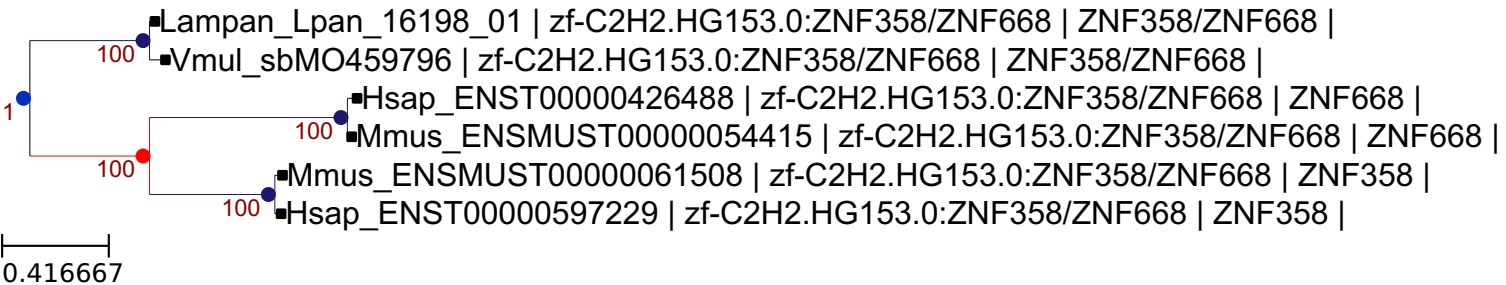 Lampan_Lpan_16198_01 | zf-C2H2.HG153.0:ZNF358/ZNF668 | ZNF358/ZNF668 |
100
Vmul_sbMO459796 | zf-C2H2.HG153.0:ZNF358/ZNF668 | ZNF358/ZNF668 |
1
Hsap_ENST00000426488 | zf-C2H2.HG153.0:ZNF358/ZNF668 | ZNF668 |
100
Mmus_ENSMUST00000054415 | zf-C2H2.HG153.0:ZNF358/ZNF668 | ZNF668 |
100
Mmus_ENSMUST00000061508 | zf-C2H2.HG153.0:ZNF358/ZNF668 | ZNF358 |
100
Hsap_ENST00000597229 | zf-C2H2.HG153.0:ZNF358/ZNF668 | ZNF358 |
0.416667